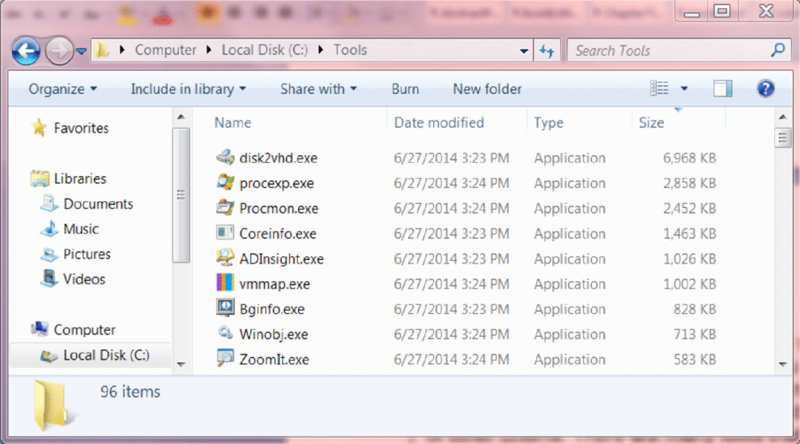 Computer Local Disk (C:) Tools Search Tools
Organize Include in library Share with Burn New folder
Favorites
Libraries
Documents
Music
Pictures
Videos
Computer
Local Disk (C:)
Name Date modified Type Size
disk2vhd.exe 6/27/2014 3:23 PM Application 6,968 KB
procexp.exe 6/27/2014 3:24 PM Application 2,858 KB
Procmon.exe 6/27/2014 3:24 PM Application 2,452 KB
Coreinfo.exe 6/27/2014 3:23 PM Application 1,463 KB
ADInsight.exe 6/27/2014 3:23 PM Application 1,026 KB
vmmap.exe 6/27/2014 3:24 PM Application 1,002 KB
Bginfo.exe 6/27/2014 3:23 PM Application 828 KB
Winobj.exe 6/27/2014 3:24 PM Application 713 KB
ZoomIt.exe 6/27/2014 3:24 PM Application 583 KB
96 items